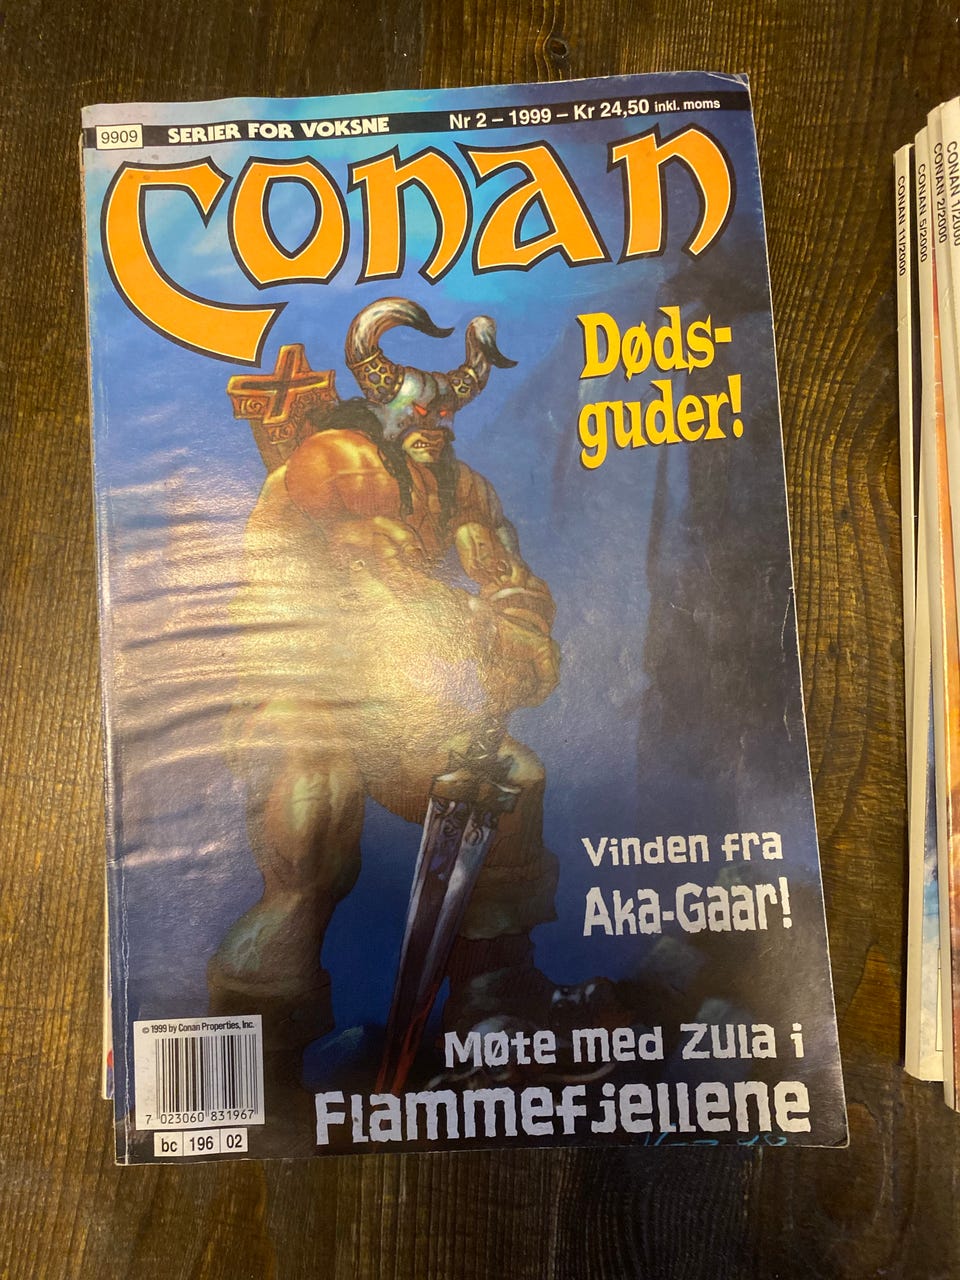 9909
SERIER FOR VOKSNE
Nr 2 – 1999 – Kr 24,50 inkl. moms
CONAN
Døds-
guder!
Vinden fra
Aka-Gaar!
Møte med Zula i
Flammefjellene
© 1999 by Conan Properties, Inc.
7 023060 831967
bc 196 02
CONAN 11/2000
CONAN 5/2000
CONAN 2/2000
CONAN 1/2000